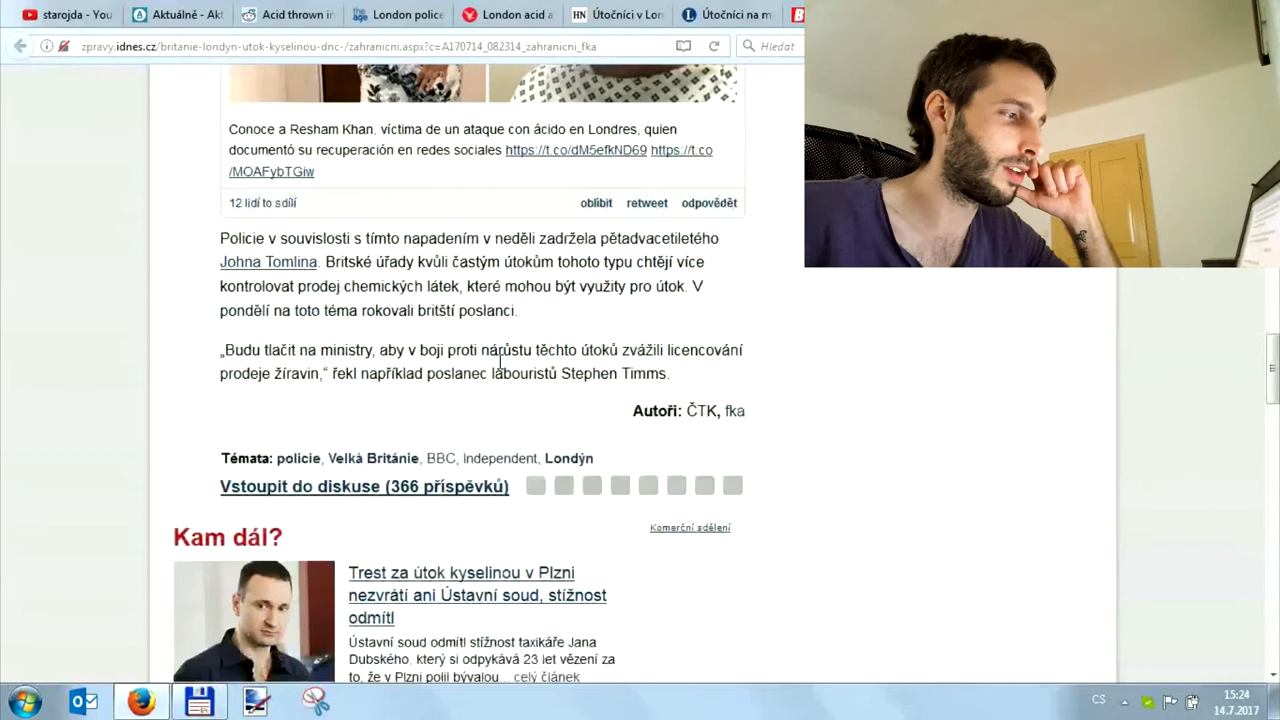 starojda - You
Aktuálně - Akt
Acid thrown in
London police
London acid a
Útočníci v Lon
Útočníci na m
zpravy.idnes.cz/britanie-londyn-utok-kyselinou-dnc-/zahranicni.aspx?c=A170714_082314_zahranicni_fka
Hledat
Conoce a Resham Khan, víctima de un ataque con ácido en Londres, quien
documentó su recuperación en redes sociales https://t.co/dM5efkND69 https://t.co
/MOAFybTGiw
12 lidí to sdílí
oblíbit retweet odpovědět
Policie v souvislosti s tímto napadením v neděli zadržela pětadvacetiletého
Johna Tomlina. Britské úřady kvůli častým útokům tohoto typu chtějí více
kontrolovat prodej chemických látek, které mohou být využity pro útok. V
pondělí na toto téma rokovali britští poslanci.
„Budu tlačit na ministry, aby v boji proti nárůstu těchto útoků zvážili licencování
prodeje žíravin,“ řekl například poslanec labouristů Stephen Timms.
Autoři: ČTK, fka
Témata: policie, Velká Británie, BBC, Independent, Londýn
Vstoupit do diskuse (366 příspěvků)
Kam dál?
Komerční sdělení
Trest za útok kyselinou v Plzni
nezvrátí ani Ústavní soud, stížnost
odmítl
Ústavní soud odmítl stížnost taxikáře Jana
Dubského, který si odpykává 23 let vězení za
to, že v Plzni polil bývalou... celý článek
CS
15:24
14.7.2017